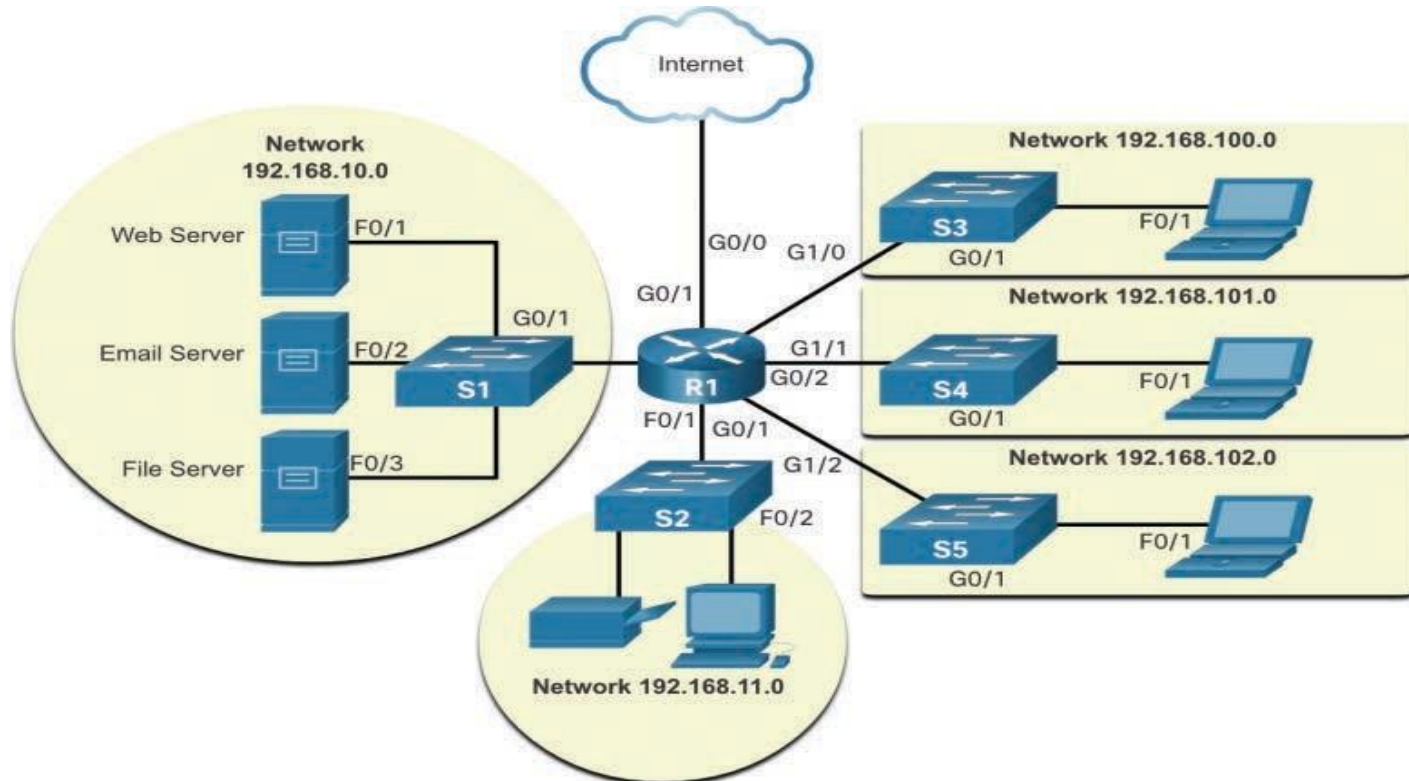 Internet
Network
192.168.10.0
Web Server
F0/1
Email Server
F0/2
File Server
F0/3
G0/1
S1
G0/0
G0/1
G1/0
R1
G1/1
G0/2
F0/1
G0/1
G1/2
S2
F0/2
Network 192.168.11.0
Network 192.168.100.0
S3
F0/1
G0/1
Network 192.168.101.0
S4
F0/1
G0/1
Network 192.168.102.0
S5
F0/1
G0/1